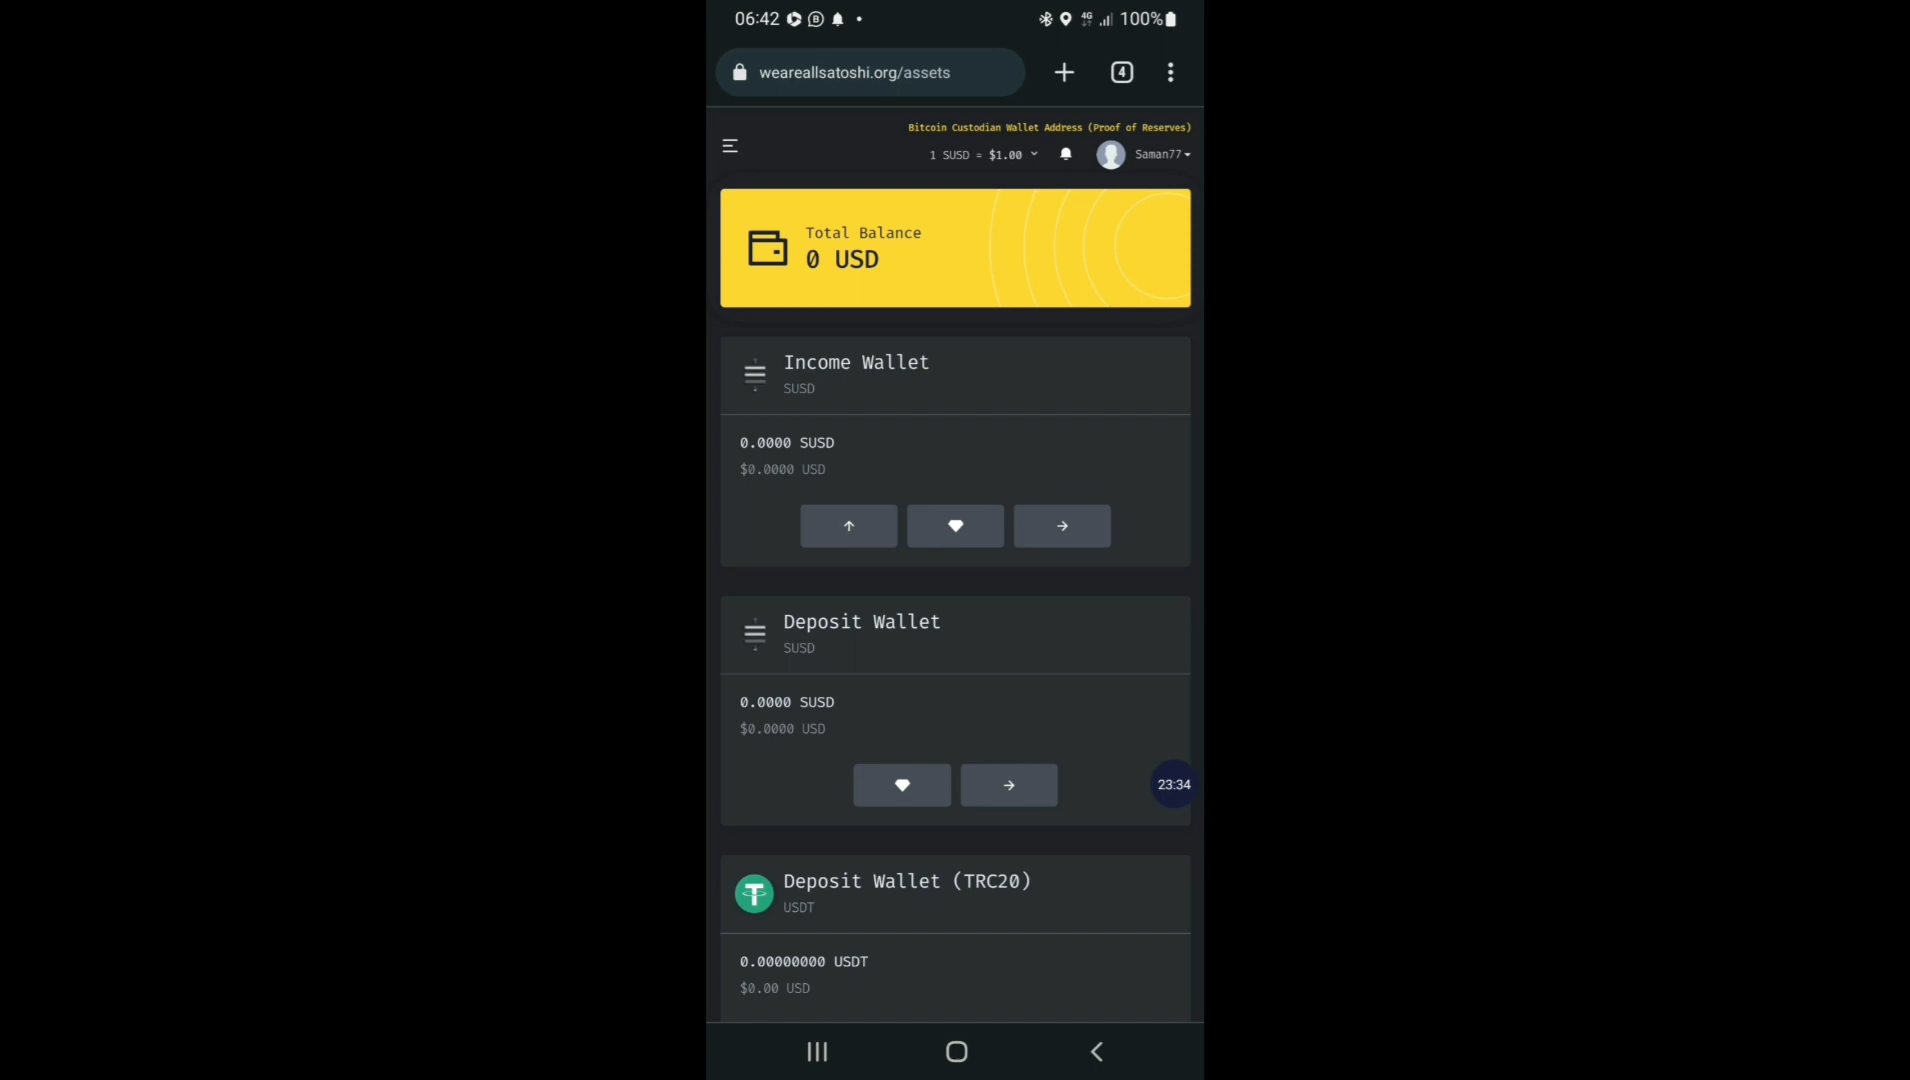 06:42
4G
100%
weareallsatoshi.org/assets
4
Bitcoin Custodian Wallet Address (Proof of Reserves)
1 SUSD = $1.00
Saman77
Total Balance
0 USD
Income Wallet
SUSD
0.0000 SUSD
$0.0000 USD
Deposit Wallet
SUSD
0.0000 SUSD
$0.0000 USD
23:34
Deposit Wallet (TRC20)
USDT
0.00000000 USDT
$0.00 USD